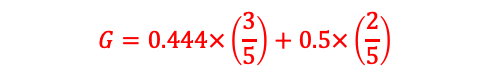 G = 0.444×(3/5) + 0.5×(2/5)